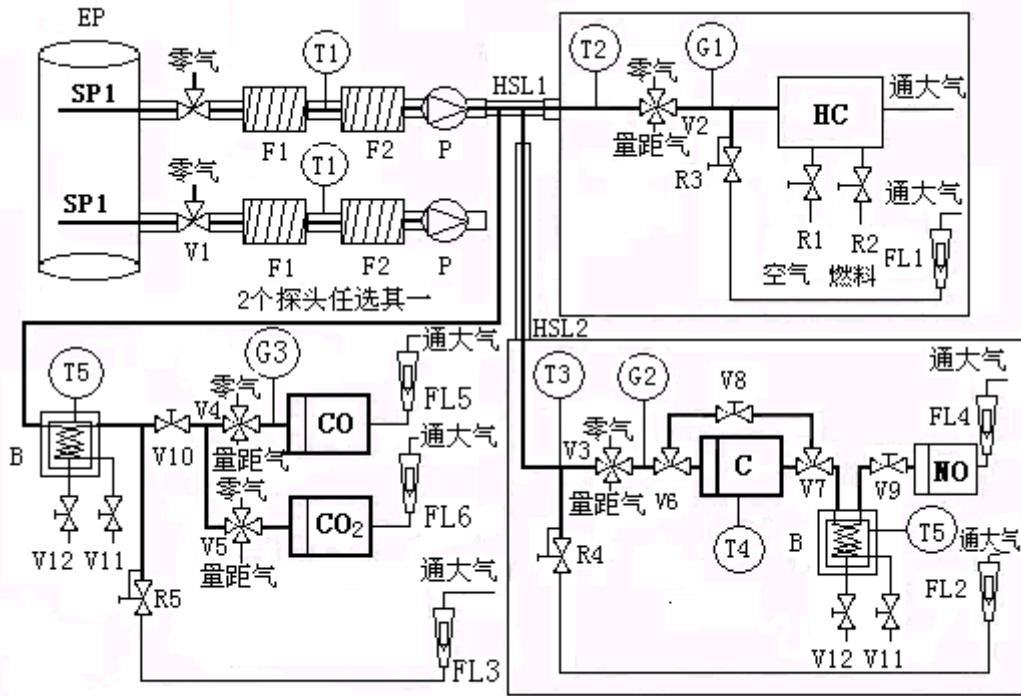 EP
零气
T1
SP1
F1
F2
P
HSL1
零气
T1
SP1
V1
F1
F2
P
2个探头任选其一
T2
零气
G1
V2
量距气
R3
HC
通大气
R1
R2
空气
燃料
通大气
FL1
HSL2
T5
B
V12
V11
V10
V4
零气
G3
量距气
CO
通大气
FL5
零气
V5
量距气
CO₂
通大气
FL6
R5
通大气
FL3
T3
V3
零气
G2
量距气
V6
V8
C
T4
V7
V9
NO
通大气
FL4
R4
B
T5
V12
V11
通大气
FL2